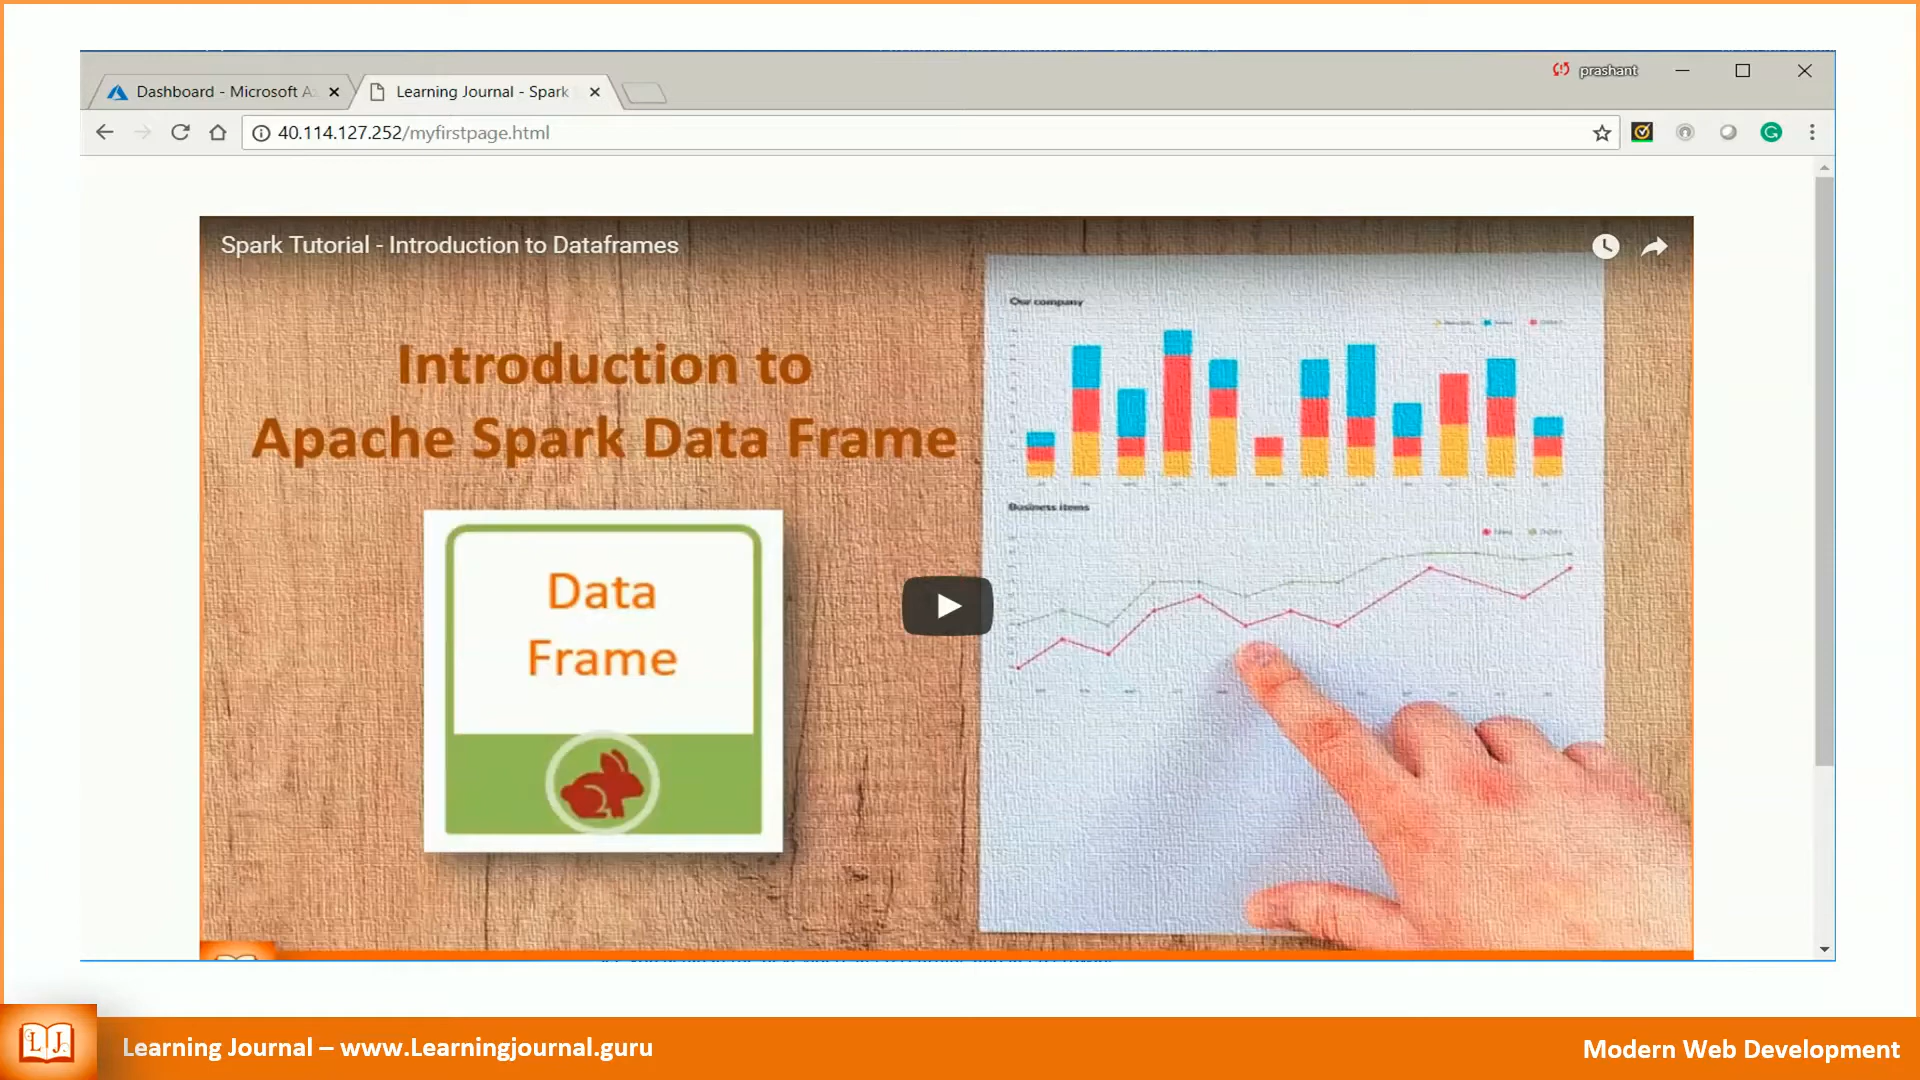 prashant
Dashboard - Microsoft A
Learning Journal - Spark
40.114.127.252/myfirstpage.html
Spark Tutorial - Introduction to Dataframes
Introduction to
Apache Spark Data Frame
Data
Frame
Our company
Business items
L J
Learning Journal – www.Learningjournal.guru
Modern Web Development